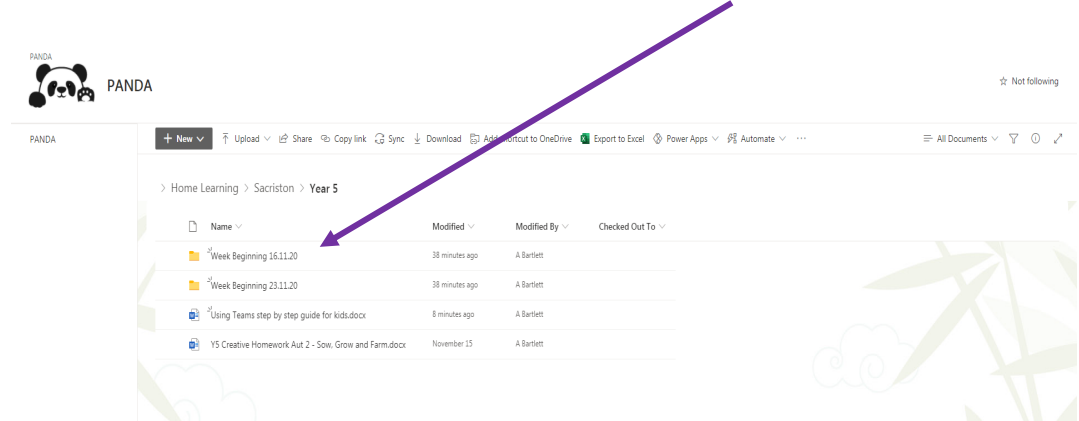 PANDA
PANDA
Not following
PANDA
New Upload Share Copy link Sync Download Add shortcut to OneDrive Export to Excel Power Apps Automate ... All Documents
> Home Learning > Sacriston > Year 5
Name Modified Modified By Checked Out To
Week Beginning 16.11.20 38 minutes ago A Bartlett
Week Beginning 23.11.20 38 minutes ago A Bartlett
Using Teams step by step guide for kids.docx 8 minutes ago A Bartlett
Y5 Creative Homework Aut 2 - Sow, Grow and Farm.docx November 15 A Bartlett